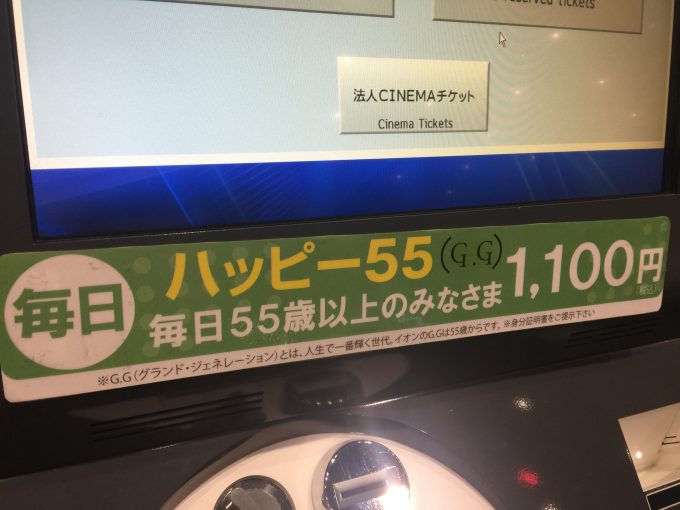 reserved tickets
法人CINEMAチケット
Cinema Tickets
毎日
ハッピー55(G.G)
1,100円
(税込)
毎日55歳以上のみなさま
※G.G(グランド・ジェネレーション)とは、人生で一番輝く世代。イオンのG.Gは55歳からです。※身分証明書をご提示下さい